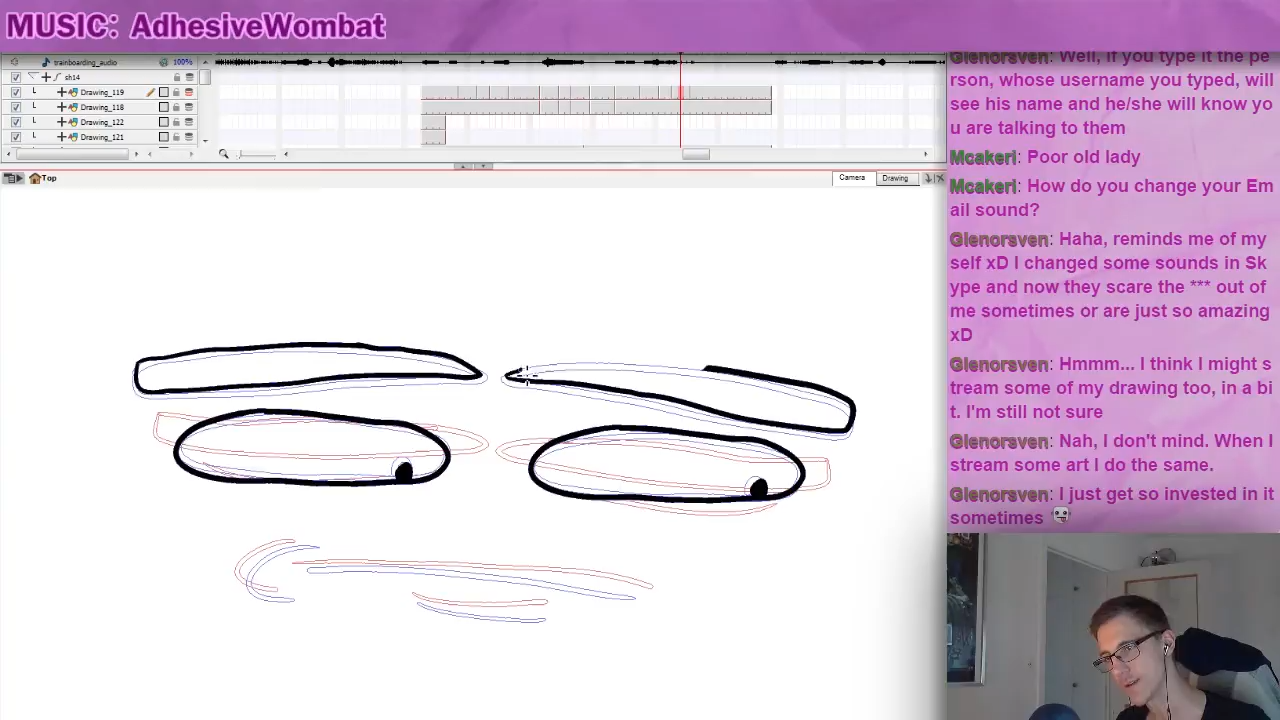 MUSIC: AdhesiveWombat
trainboarding_audio 100%
sh14
Drawing_119
Drawing_118
Drawing_122
Drawing_121
Top
Camera Drawing
Glenorsven: Well, if you type it the pe
rson, whose username you typed, will
see his name and he/she will know yo
u are talking to them
Mcakeri: Poor old lady
Mcakeri: How do you change your Em
ail sound?
Glenorsven: Haha, reminds me of my
self xD I changed some sounds in Sk
ype and now they scare the *** out of
me sometimes or are just so amazing
xD
Glenorsven: Hmmm... I think I might s
tream some of my drawing too, in a bi
t. I'm still not sure
Glenorsven: Nah, I don't mind. When I
stream some art I do the same.
Glenorsven: I just get so invested in it
sometimes